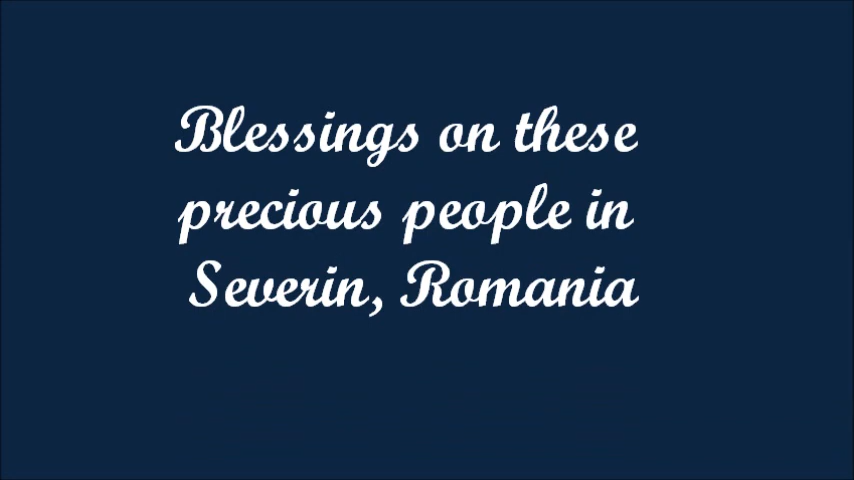 Blessings on these
precious people in
Severin, Romania